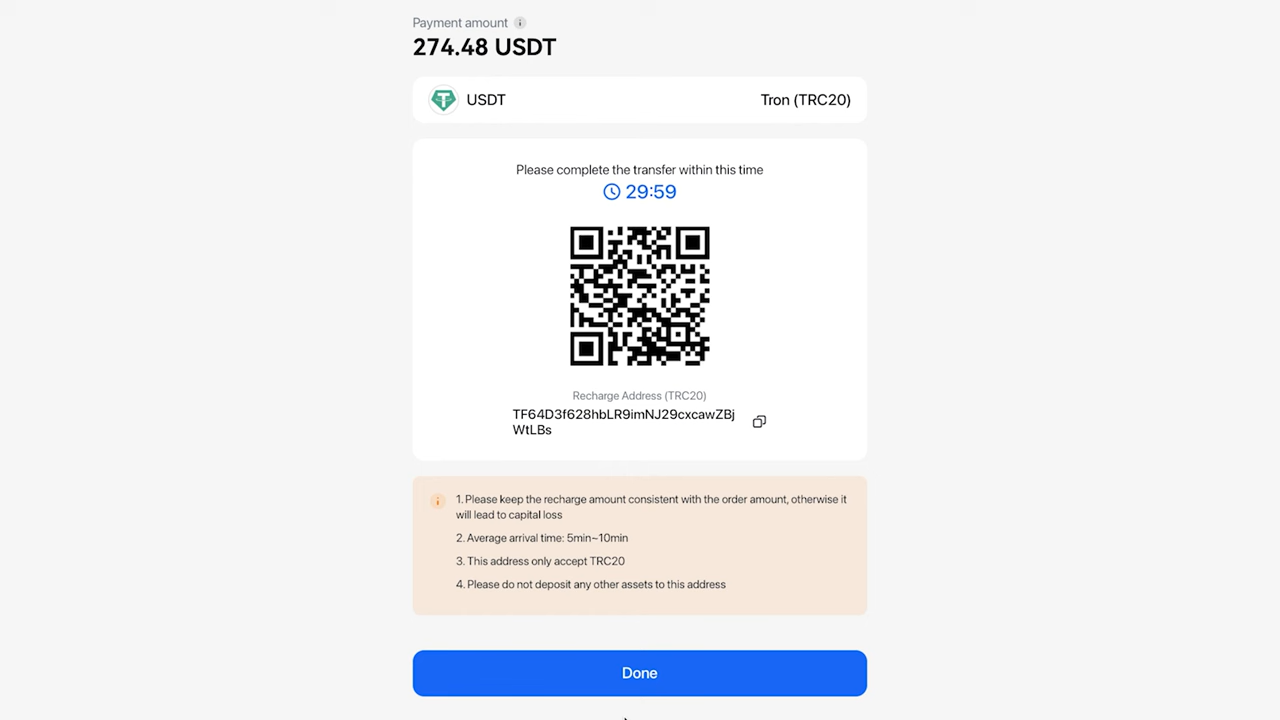 Payment amount
274.48 USDT
USDT
Tron (TRC20)
Please complete the transfer within this time
29:59
Recharge Address (TRC20)
TF64D3f628hbLR9imNJ29cxcawZBj
WtLBs
1. Please keep the recharge amount consistent with the order amount, otherwise it
will lead to capital loss
2. Average arrival time: 5min~10min
3. This address only accept TRC20
4. Please do not deposit any other assets to this address
Done